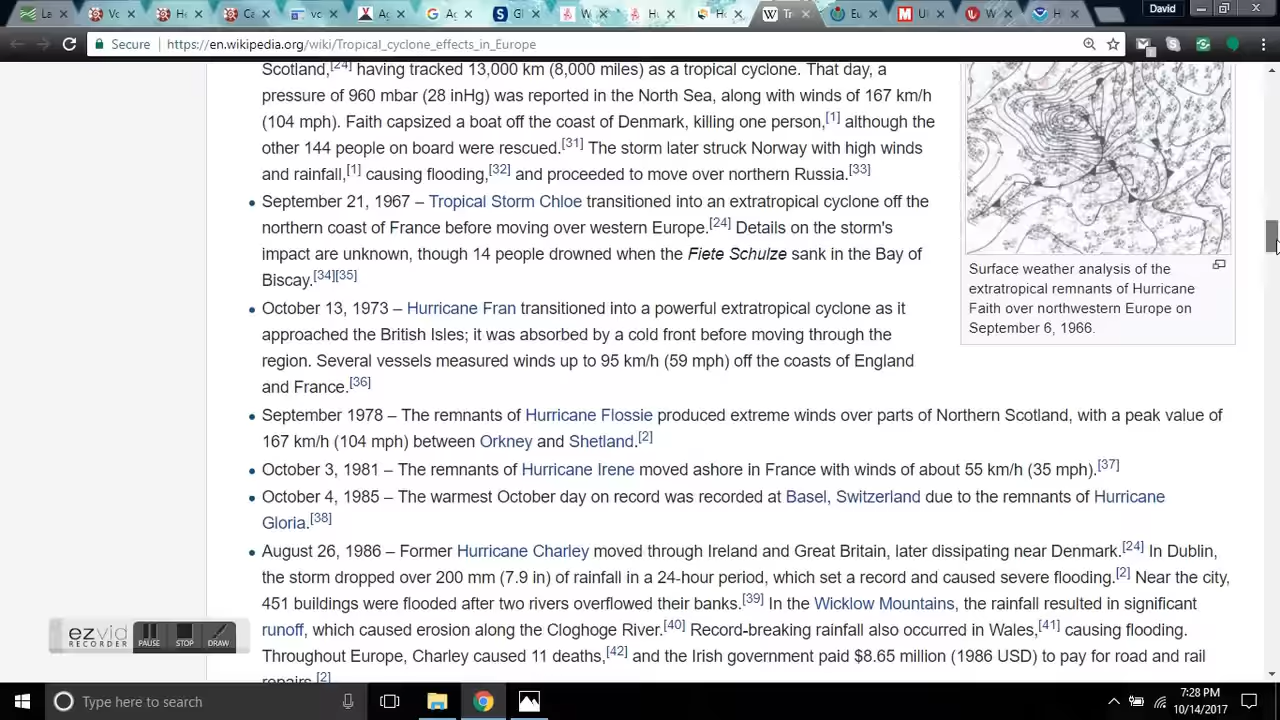 La
Vo
He
Ca
vo
Ag
Ag
Gl
W
Hu
Ho
Tro
Eu
UK
W
H
David
Secure
https://en.wikipedia.org/wiki/Tropical_cyclone_effects_in_Europe
Scotland,[24] having tracked 13,000 km (8,000 miles) as a tropical cyclone. That day, a
pressure of 960 mbar (28 inHg) was reported in the North Sea, along with winds of 167 km/h
(104 mph). Faith capsized a boat off the coast of Denmark, killing one person,[1] although the
other 144 people on board were rescued.[31] The storm later struck Norway with high winds
and rainfall,[1] causing flooding,[32] and proceeded to move over northern Russia.[33]
• September 21, 1967 – Tropical Storm Chloe transitioned into an extratropical cyclone off the
northern coast of France before moving over western Europe.[24] Details on the storm's
impact are unknown, though 14 people drowned when the Fiete Schulze sank in the Bay of
Biscay.[34][35]
• October 13, 1973 – Hurricane Fran transitioned into a powerful extratropical cyclone as it
approached the British Isles; it was absorbed by a cold front before moving through the
region. Several vessels measured winds up to 95 km/h (59 mph) off the coasts of England
and France.[36]
Surface weather analysis of the
extratropical remnants of Hurricane
Faith over northwestern Europe on
September 6, 1966.
• September 1978 – The remnants of Hurricane Flossie produced extreme winds over parts of Northern Scotland, with a peak value of
167 km/h (104 mph) between Orkney and Shetland.[2]
• October 3, 1981 – The remnants of Hurricane Irene moved ashore in France with winds of about 55 km/h (35 mph).[37]
• October 4, 1985 – The warmest October day on record was recorded at Basel, Switzerland due to the remnants of Hurricane
Gloria.[38]
• August 26, 1986 – Former Hurricane Charley moved through Ireland and Great Britain, later dissipating near Denmark.[24] In Dublin,
the storm dropped over 200 mm (7.9 in) of rainfall in a 24-hour period, which set a record and caused severe flooding.[2] Near the city,
451 buildings were flooded after two rivers overflowed their banks.[39] In the Wicklow Mountains, the rainfall resulted in significant
runoff, which caused erosion along the Cloghoge River.[40] Record-breaking rainfall also occurred in Wales,[41] causing flooding.
Throughout Europe, Charley caused 11 deaths,[42] and the Irish government paid $8.65 million (1986 USD) to pay for road and rail
repairs.[2]
ezvid
RECORDER
PAUSE
STOP
DRAW
Type here to search
7:28 PM
10/14/2017